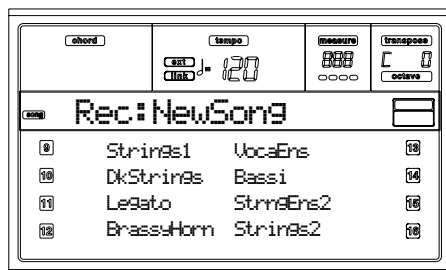 chord tempo measure transpose
ext link ♩= 120 888 C 0
octave
song Rec:NewSong
9 Strings1 VocaEns 13
10 DkStrings Bassi 14
11 Legato StrngEns2 15
12 BrassyHorn Strings2 16